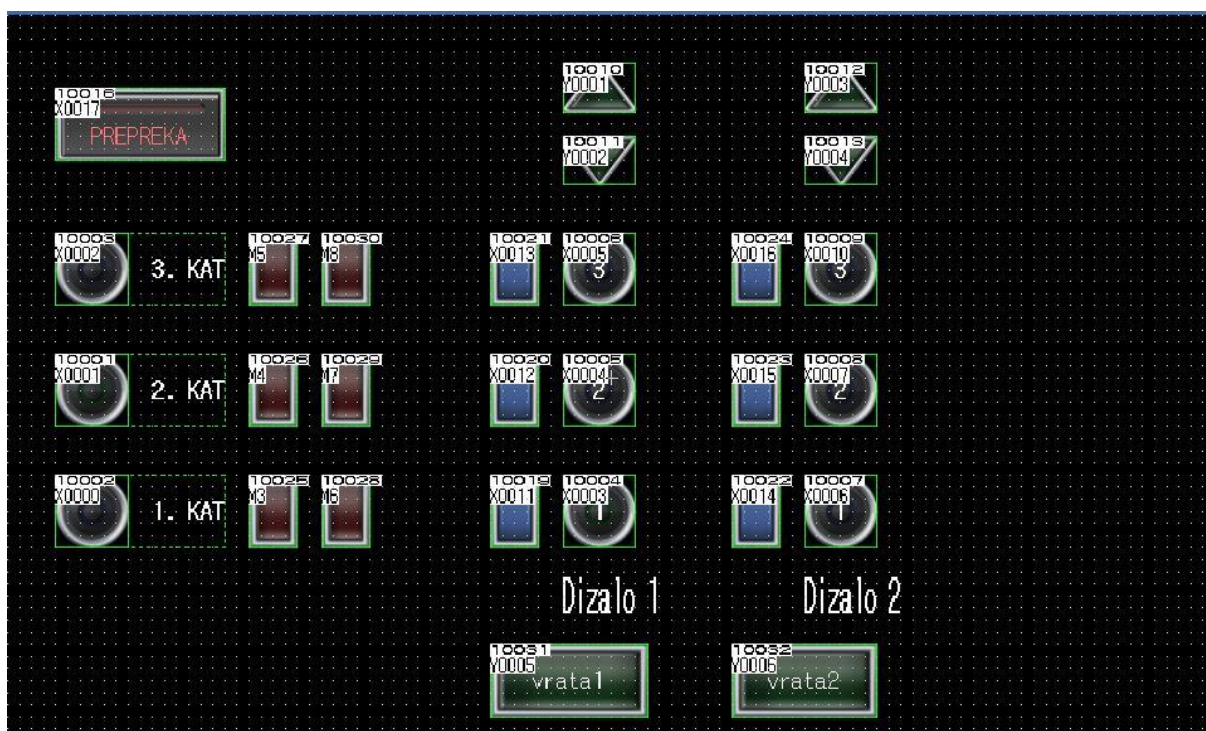 10010 10012
Y0001 Y0003
10016
X0017
PREPREKA
10011 10013
Y0002 Y0004
10003 10027 10030 10021 10006 10024 10009
X0002 M5 M8 X0013 X0005 X0016 X0010
3. KAT 3 3
10001 10028 10029 10020 10005 10023 10008
X0001 M4 M7 X0012 X0004 X0015 X0007
2. KAT 2 2
10002 10019 10004 10022 10007
X0000 M3 M6 X0011 X0003 X0014 X0006
1. KAT 1 1
Dizalo 1 Dizalo 2
10031 10032
Y0005 Y0006
vrata1 vrata2